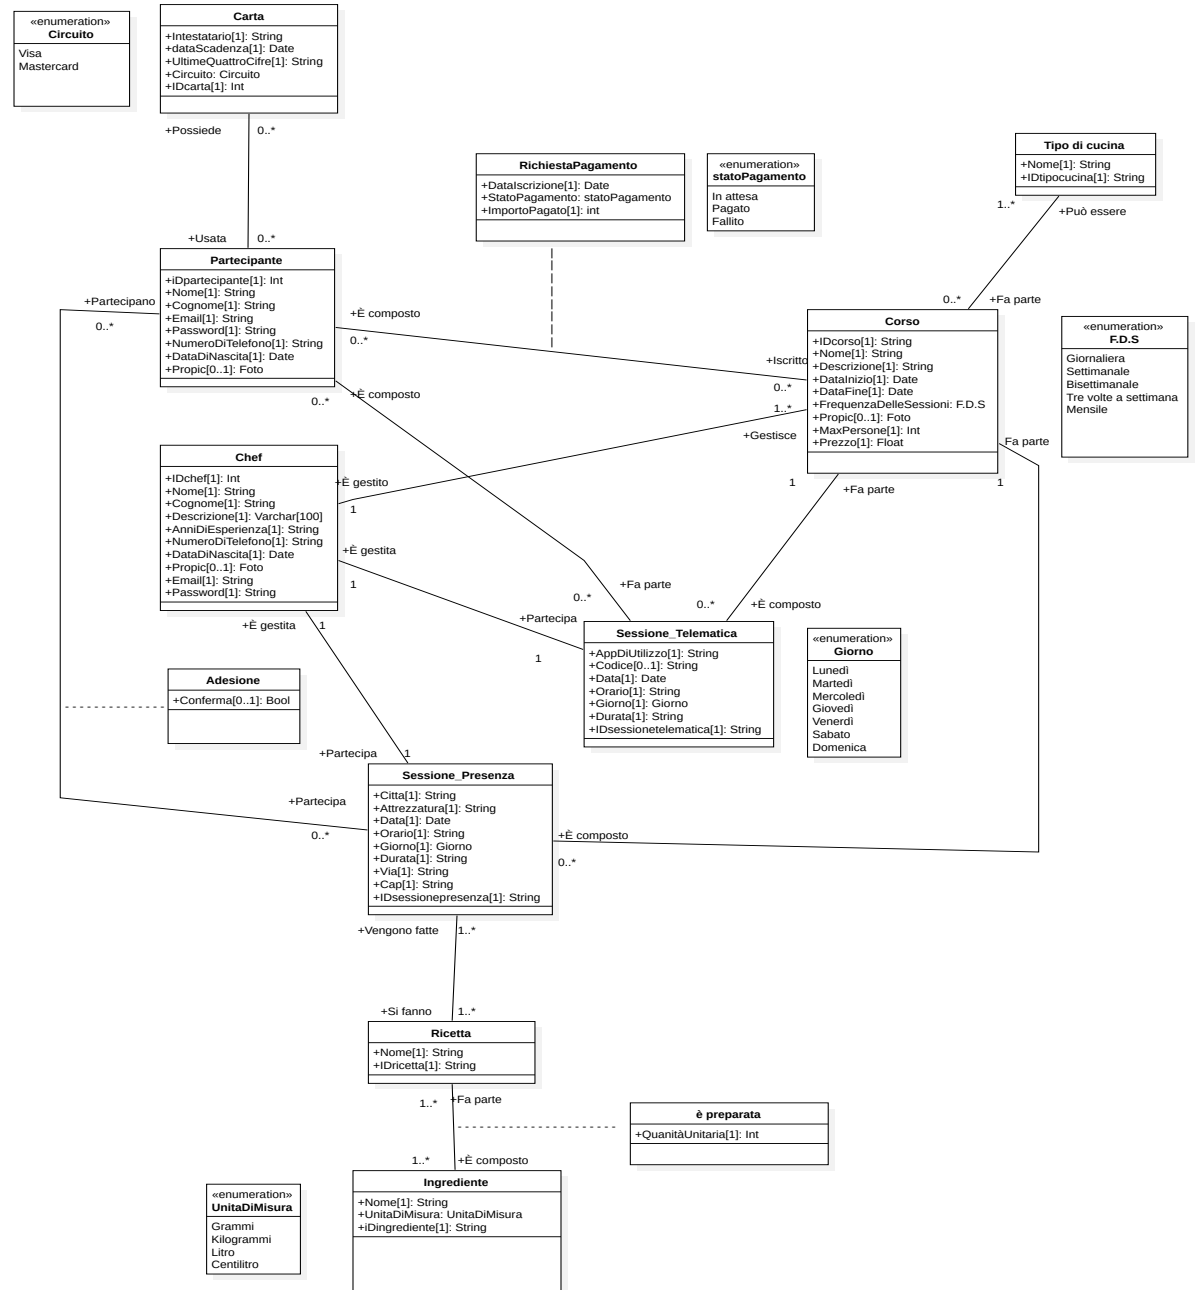 «enumeration»
Circuito
Visa
Mastercard
Carta
+Intestatario[1]: String
+dataScadenza[1]: Date
+UltimeQuattroCifre[1]: String
+Circuito: Circuito
+IDcarta[1]: Int
+Possiede
0..*
+Usata
0..*
RichiestaPagamento
+DataIscrizione[1]: Date
+StatoPagamento: statoPagamento
+ImportoPagato[1]: int
«enumeration»
statoPagamento
In attesa
Pagato
Fallito
Tipo di cucina
+Nome[1]: String
+IDtipocucina[1]: String
1..*
+Può essere
0..*
+Fa parte
Partecipante
+iDpartecipante[1]: Int
+Nome[1]: String
+Cognome[1]: String
+Email[1]: String
+Password[1]: String
+NumeroDiTelefono[1]: String
+DataDiNascita[1]: Date
+Propic[0..1]: Foto
+Partecipano
0..*
+È composto
0..*
+Iscritto
0..*
Corso
+IDcorso[1]: String
+Nome[1]: String
+Descrizione[1]: String
+DataInizio[1]: Date
+DataFine[1]: Date
+FrequenzaDelleSessioni: F.D.S
+Propic[0..1]: Foto
+MaxPersone[1]: Int
+Prezzo[1]: Float
«enumeration»
F.D.S
Giornaliera
Settimanale
Bisettimanale
Tre volte a settimana
Mensile
0..*
+È composto
1..*
+Gestisce
Fa parte
1
1
+Fa parte
Chef
+IDchef[1]: Int
+Nome[1]: String
+Cognome[1]: String
+Descrizione[1]: Varchar[100]
+AnniDiEsperienza[1]: String
+NumeroDiTelefono[1]: String
+DataDiNascita[1]: Date
+Propic[0..1]: Foto
+Email[1]: String
+Password[1]: String
+È gestito
1
+È gestita
1
+Fa parte
0..*
0..*
+È composto
+Partecipa
1
+È gestita
1
Sessione_Telematica
+AppDiUtilizzo[1]: String
+Codice[0..1]: String
+Data[1]: Date
+Orario[1]: String
+Giorno[1]: Giorno
+Durata[1]: String
+IDsessionetelematica[1]: String
«enumeration»
Giorno
Lunedì
Martedì
Mercoledì
Giovedì
Venerdì
Sabato
Domenica
Adesione
+Conferma[0..1]: Bool
+Partecipa
1
+Partecipa
0..*
Sessione_Presenza
+Citta[1]: String
+Attrezzatura[1]: String
+Data[1]: Date
+Orario[1]: String
+Giorno[1]: Giorno
+Durata[1]: String
+Via[1]: String
+Cap[1]: String
+IDsessionepresenza[1]: String
+È composto
0..*
+Vengono fatte
1..*
+Si fanno
1..*
Ricetta
+Nome[1]: String
+IDricetta[1]: String
1..*
+Fa parte
è preparata
+QuanitàUnitaria[1]: Int
1..*
+È composto
Ingrediente
+Nome[1]: String
+UnitaDiMisura: UnitaDiMisura
+iDingrediente[1]: String
«enumeration»
UnitaDiMisura
Grammi
Kilogrammi
Litro
Centilitro